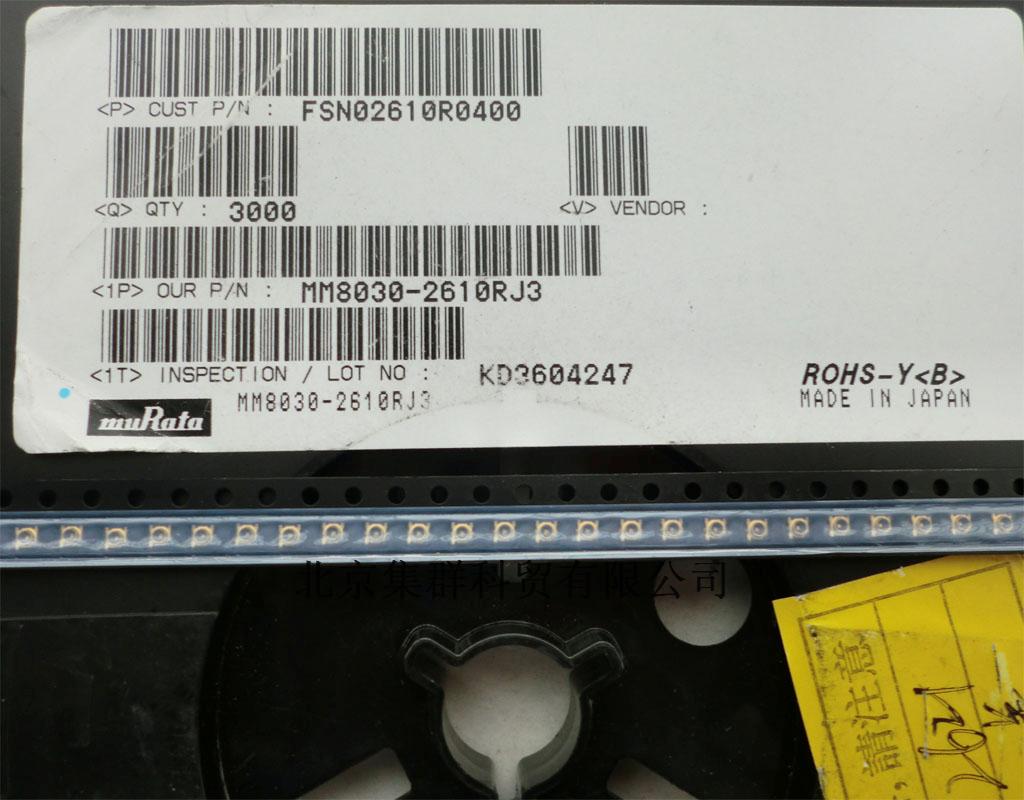 <P> CUST P/N : FSN02610R0400
<Q> QTY : 3000 <V> VENDOR :
<1P> OUR P/N : MM8030-2610RJ3
<1T> INSPECTION / LOT NO : KD3604247 ROHS-Y<B>
MM8030-2610RJ3 MADE IN JAPAN
muRata
北京集群科贸有限公司
請注意